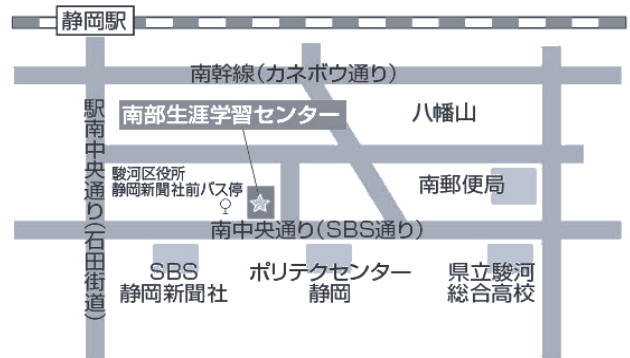 静岡駅
南幹線(カネボウ通り)
南部生涯学習センター
八幡山
駅南中央通り(石田街道)
駿河区役所
静岡新聞社前バス停
南郵便局
南中央通り(SBS通り)
SBS
静岡新聞社
ポリテクセンター
静岡
県立駿河
総合高校